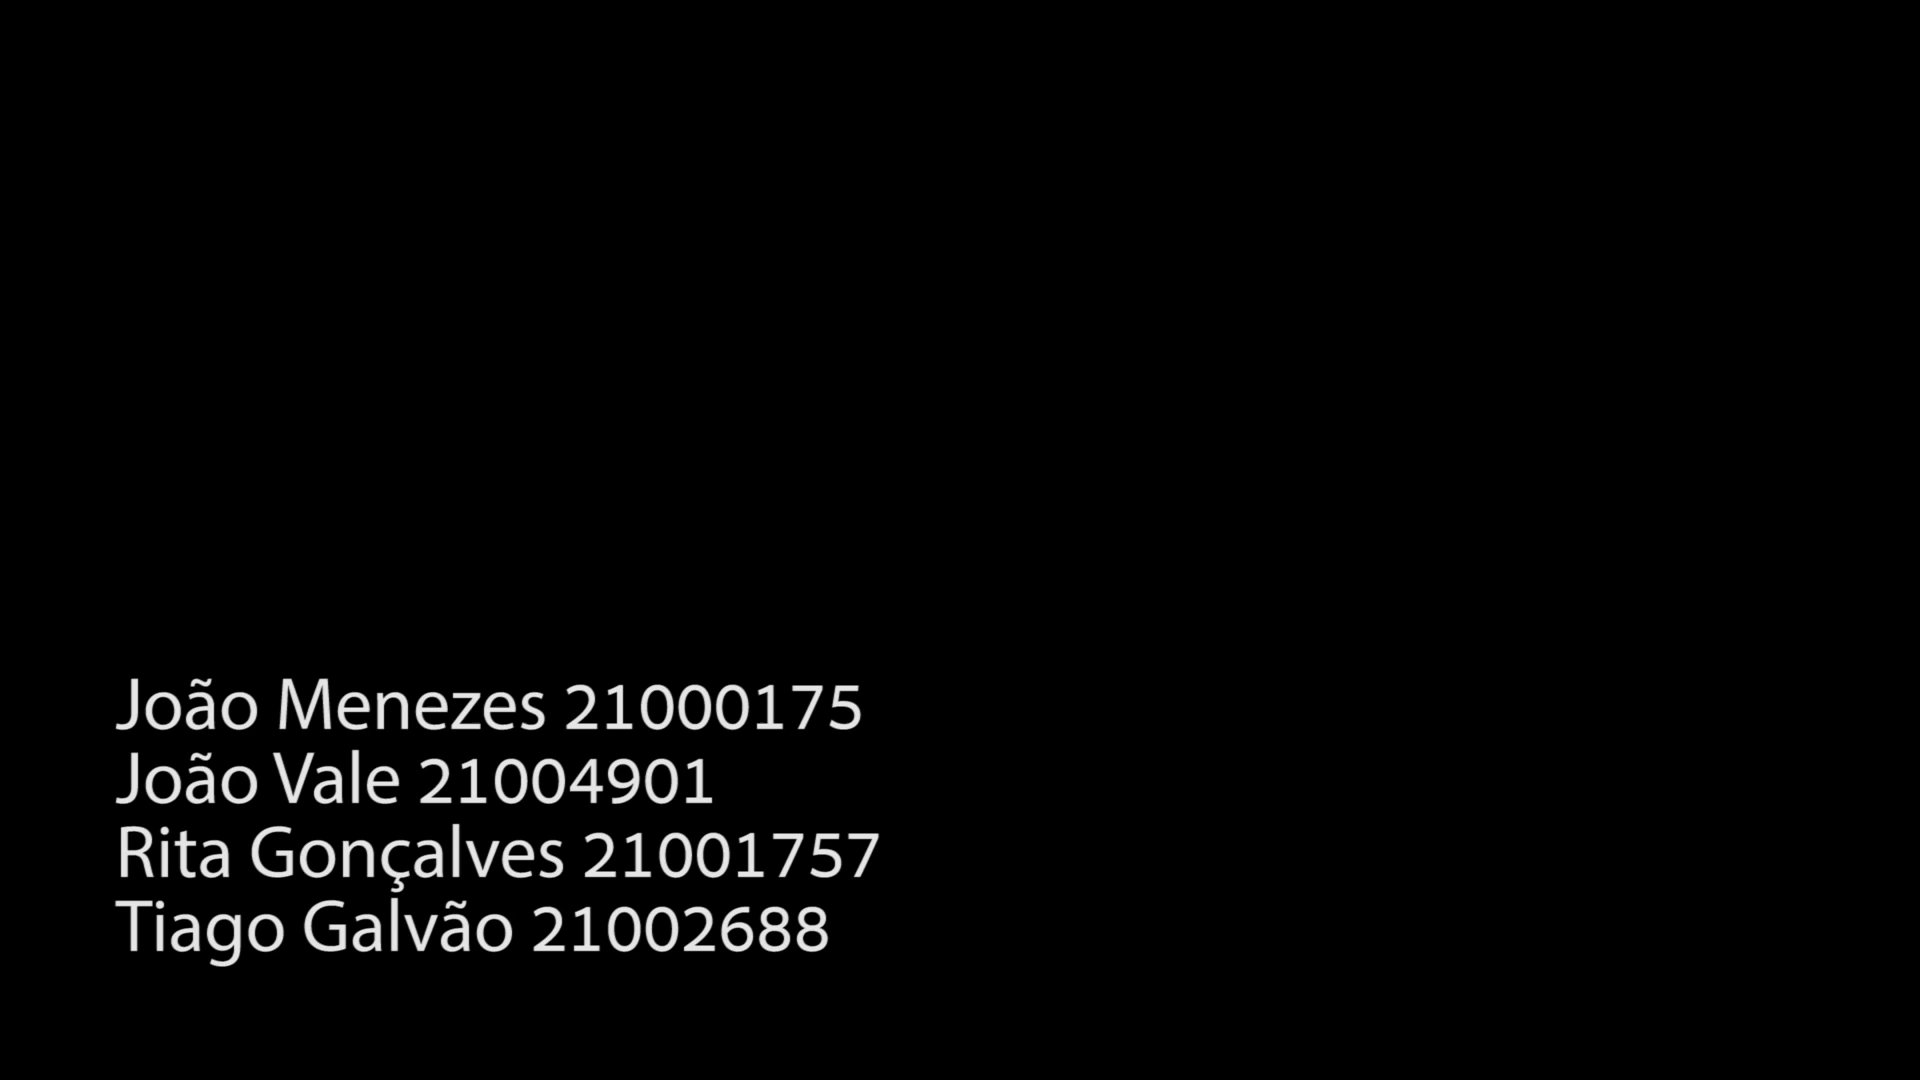 João Menezes 21000175
João Vale 21004901
Rita Gonçalves 21001757
Tiago Galvão 21002688